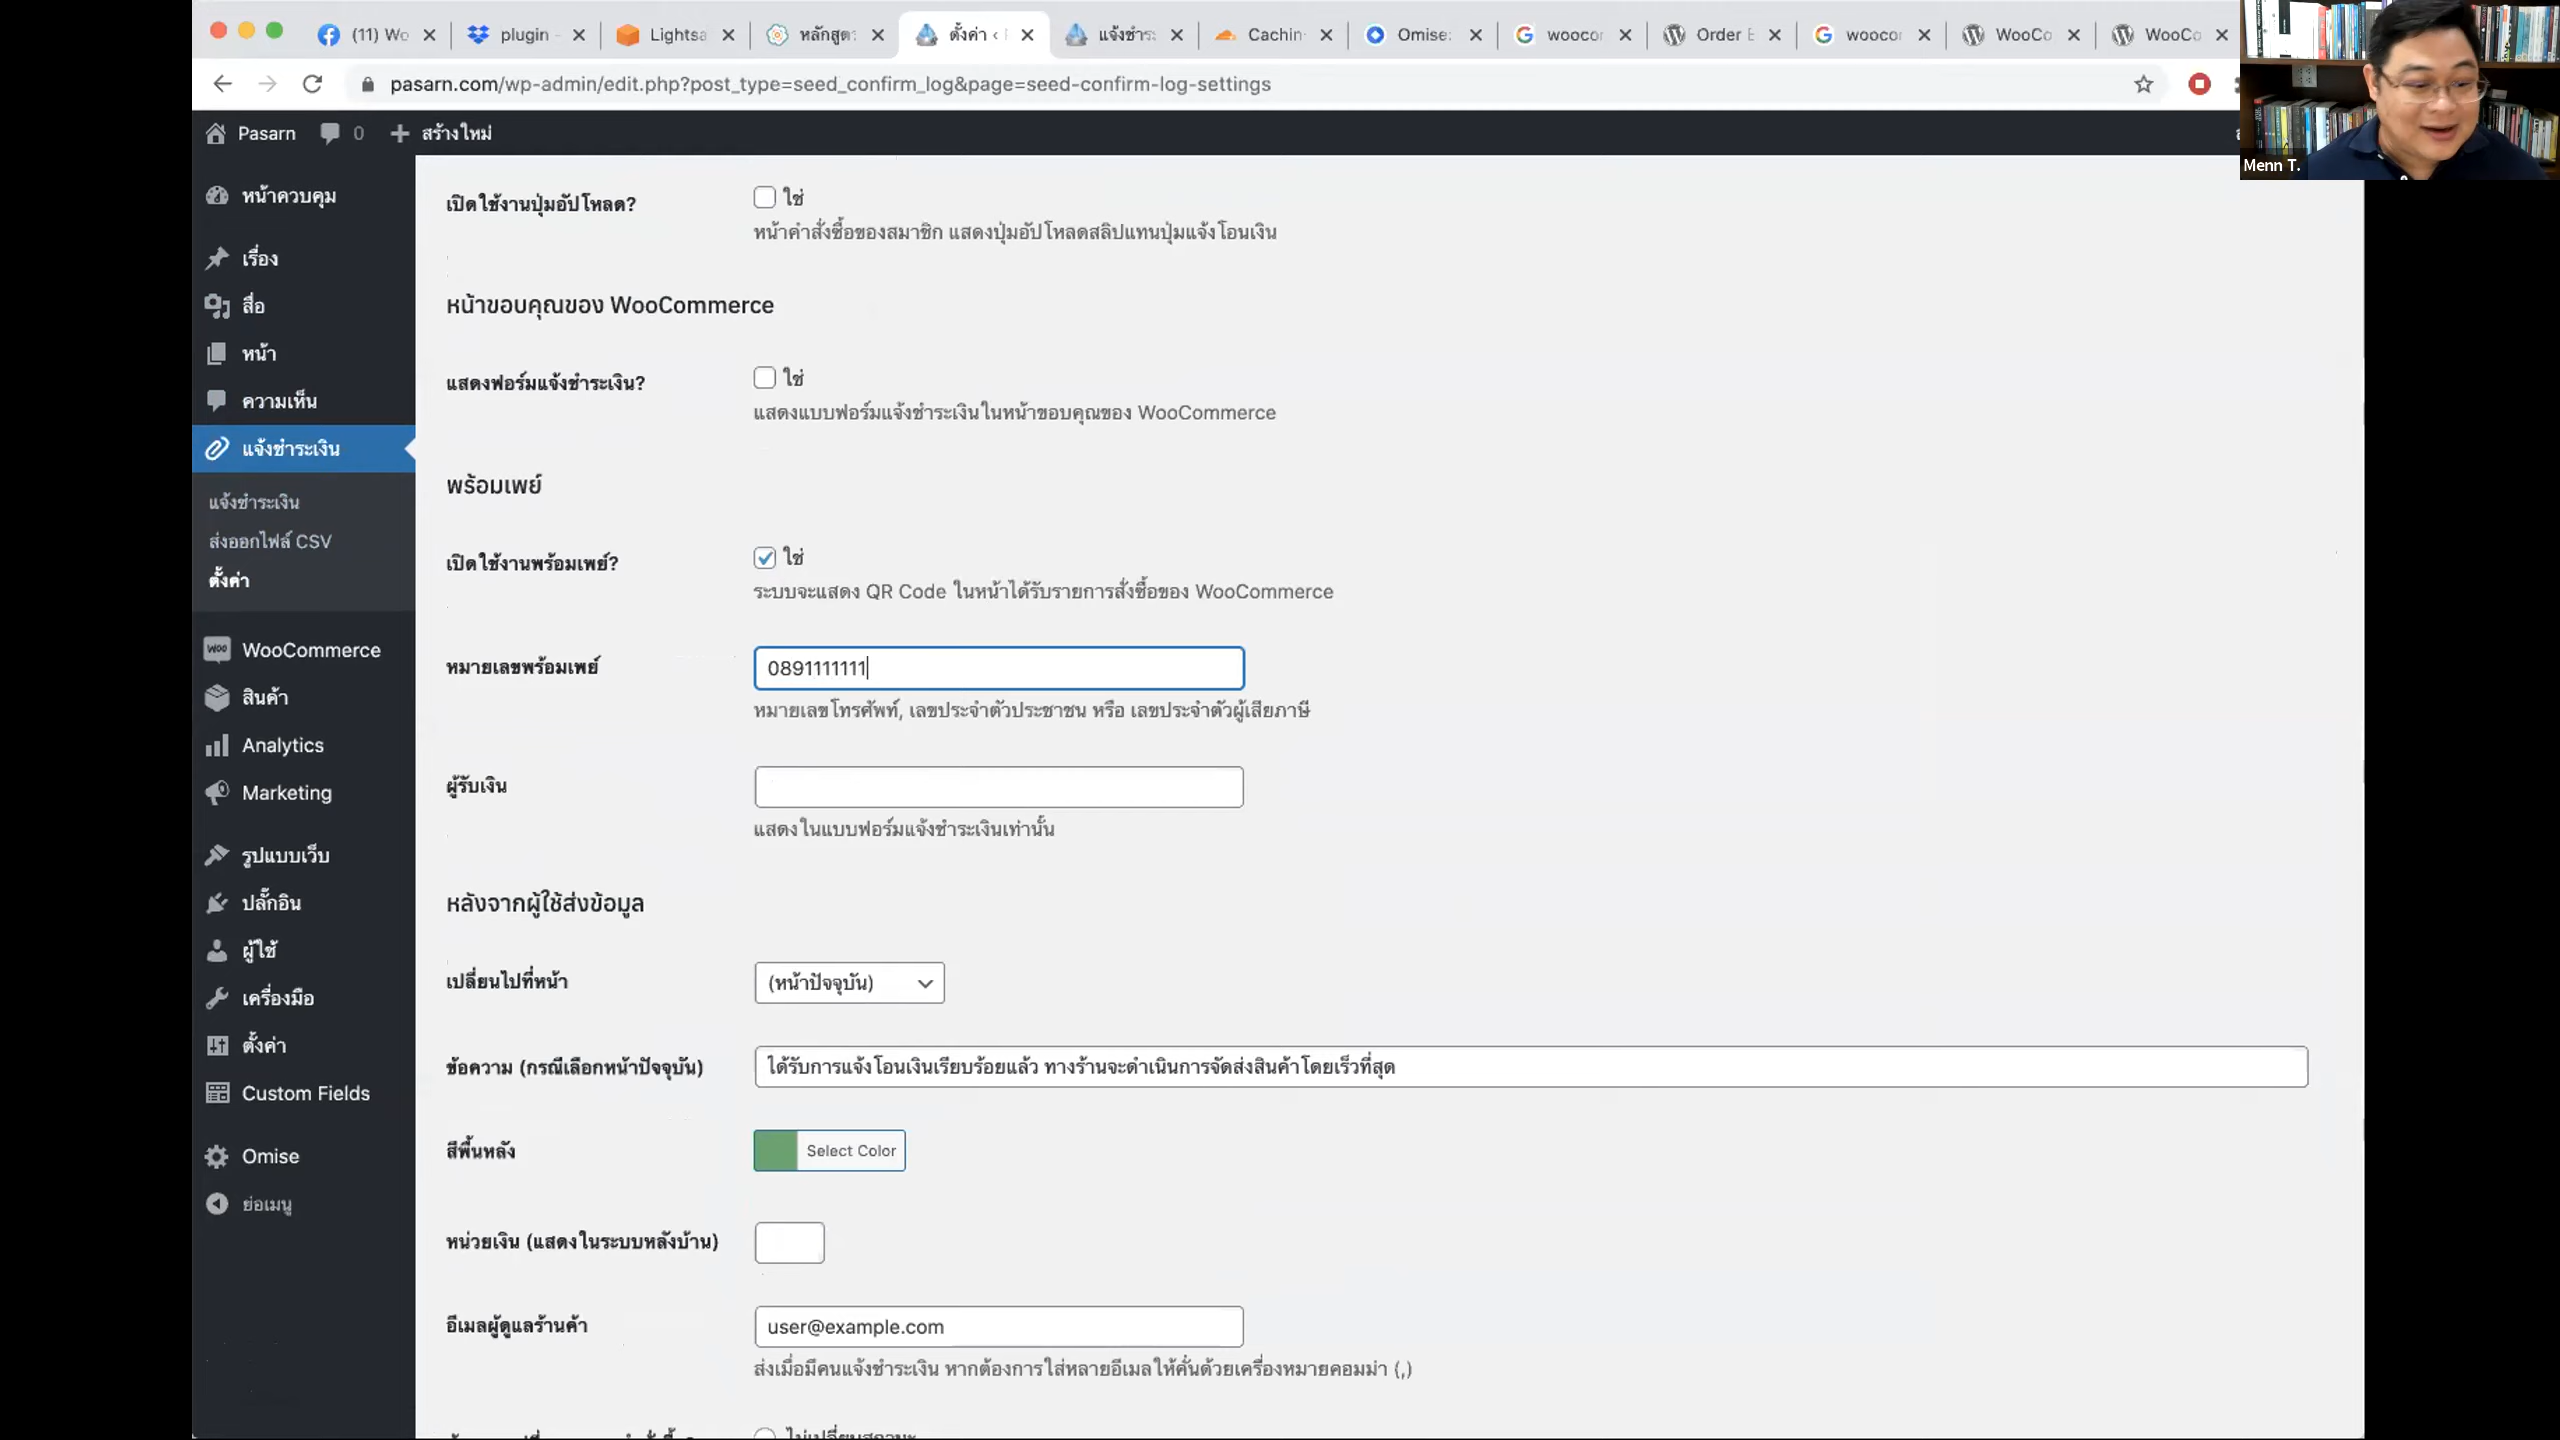 (11) Wo
plugin
Lightsa
หลักสูตร
ตั้งค่า ‹
แจ้งชำระ
Cachin
Omise:
woocor
Order E
woocor
WooCo
WooCo
pasarn.com/wp-admin/edit.php?post_type=seed_confirm_log&page=seed-confirm-log-settings
Menn T.
Pasarn
0
สร้างใหม่
หน้าควบคุม
เรื่อง
สื่อ
หน้า
ความเห็น
แจ้งชำระเงิน
แจ้งชำระเงิน
ส่งออกไฟล์ CSV
ตั้งค่า
WooCommerce
สินค้า
Analytics
Marketing
รูปแบบเว็บ
ปลั๊กอิน
ผู้ใช้
เครื่องมือ
ตั้งค่า
Custom Fields
Omise
ย่อเมนู
เปิดใช้งานปุ่มอัปโหลด?
ใช่
หน้าคำสั่งซื้อของสมาชิก แสดงปุ่มอัปโหลดสลิปแทนปุ่มแจ้งโอนเงิน
หน้าขอบคุณของ WooCommerce
แสดงฟอร์มแจ้งชำระเงิน?
ใช่
แสดงแบบฟอร์มแจ้งชำระเงินในหน้าขอบคุณของ WooCommerce
พร้อมเพย์
เปิดใช้งานพร้อมเพย์?
ใช่
ระบบจะแสดง QR Code ในหน้าได้รับรายการสั่งซื้อของ WooCommerce
หมายเลขพร้อมเพย์
0891111111
หมายเลขโทรศัพท์, เลขประจำตัวประชาชน หรือ เลขประจำตัวผู้เสียภาษี
ผู้รับเงิน
แสดงในแบบฟอร์มแจ้งชำระเงินเท่านั้น
หลังจากผู้ใช้ส่งข้อมูล
เปลี่ยนไปที่หน้า
(หน้าปัจจุบัน)
ข้อความ (กรณีเลือกหน้าปัจจุบัน)
ได้รับการแจ้งโอนเงินเรียบร้อยแล้ว ทางร้านจะดำเนินการจัดส่งสินค้าโดยเร็วที่สุด
สีพื้นหลัง
Select Color
หน่วยเงิน (แสดงในระบบหลังบ้าน)
อีเมลผู้ดูแลร้านค้า
user@example.com
ส่งเมื่อมีคนแจ้งชำระเงิน หากต้องการใส่หลายอีเมลให้คั่นด้วยเครื่องหมายคอมม่า (,)
ไม่เปลี่ยนสถานะ